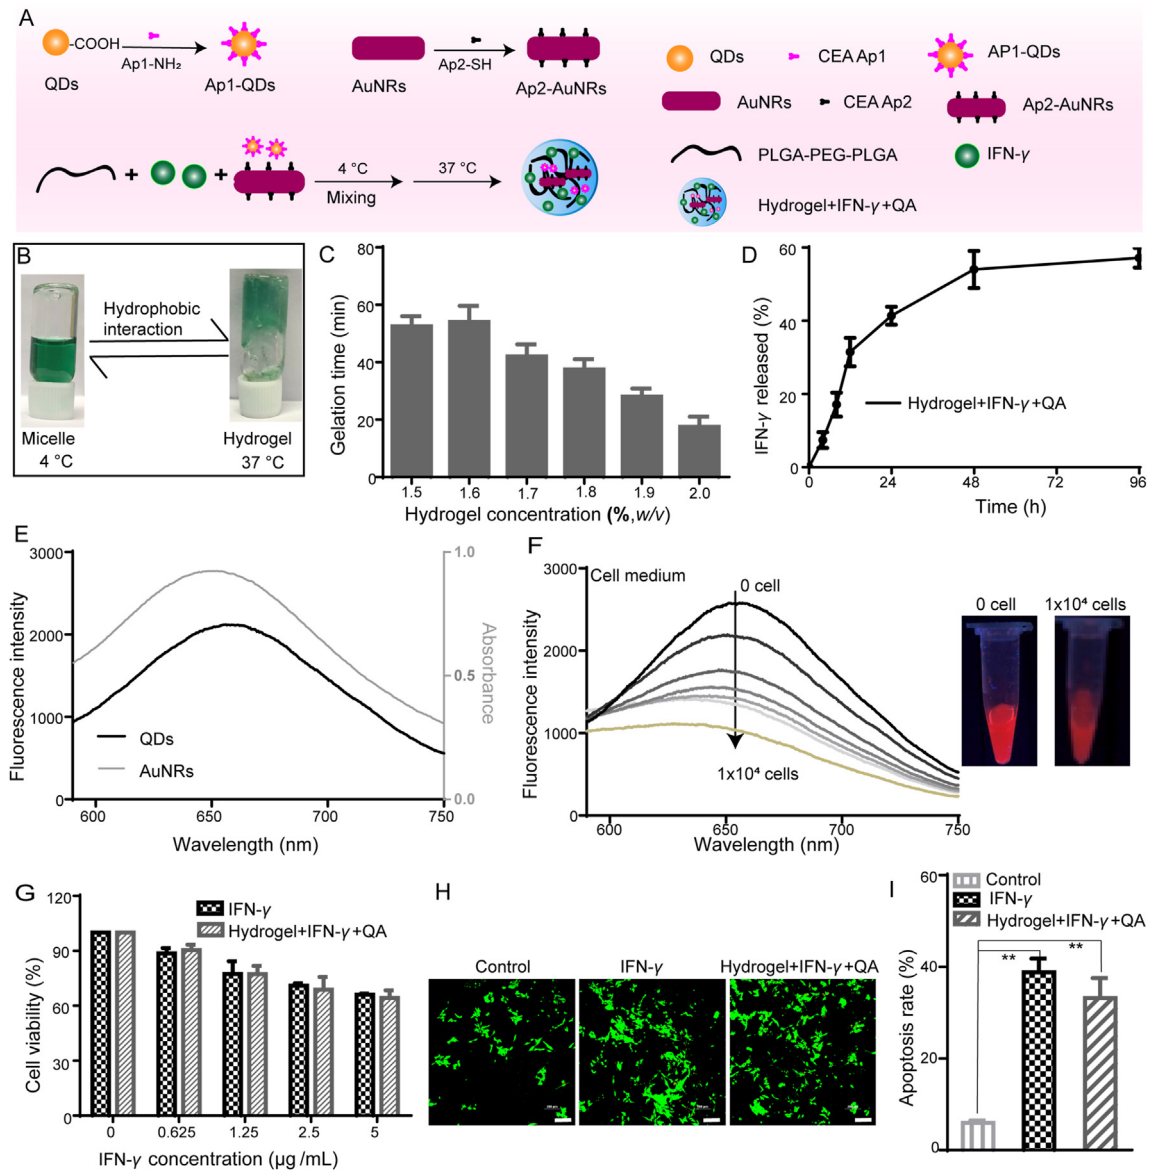 A
QDs
-COOH
Ap1-NH₂
Ap1-QDs
AuNRs
Ap2-SH
Ap2-AuNRs
QDs
CEA Ap1
AP1-QDs
AuNRs
CEA Ap2
Ap2-AuNRs
+
+
4 °C
Mixing
37 °C
PLGA-PEG-PLGA
IFN-γ
Hydrogel+IFN-γ+QA
B
Hydrophobic
interaction
Micelle
4 °C
Hydrogel
37 °C
C
Gelation time (min)
80
60
40
20
0
1.5 1.6 1.7 1.8 1.9 2.0
Hydrogel concentration (%,w/v)
D
IFN-γ released (%)
60
40
20
0
Hydrogel+IFN-γ+QA
0 24 48 72 96
Time (h)
E
Fluorescence intensity
3000
2000
1000
0
1.0
0.5
0.0
Absorbance
QDs
AuNRs
600 650 700 750
Wavelength (nm)
F
Fluorescence intensity
3000
2000
1000
0
Cell medium
0 cell
1x10⁴ cells
600 650 700 750
Wavelength (nm)
0 cell
1x10⁴ cells
G
Cell viability (%)
120
90
60
30
0
IFN-γ
Hydrogel+IFN-γ+QA
0 0.625 1.25 2.5 5
IFN-γ concentration (μg /mL)
H
Control
IFN-γ
Hydrogel+IFN-γ+QA
I
Apoptosis rate (%)
60
40
20
0
Control
IFN-γ
Hydrogel+IFN-γ+QA
**
**